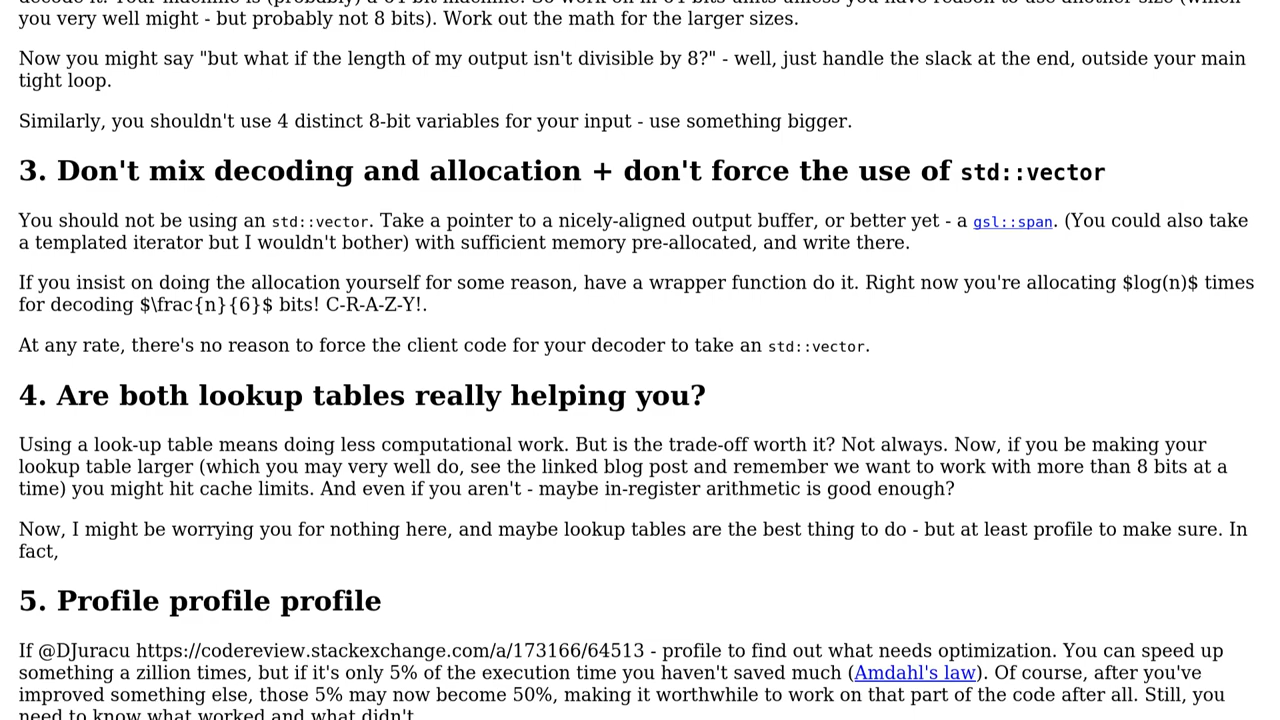 you very well might - but probably not 8 bits). Work out the math for the larger sizes.
Now you might say "but what if the length of my output isn't divisible by 8?" - well, just handle the slack at the end, outside your main
tight loop.
Similarly, you shouldn't use 4 distinct 8-bit variables for your input - use something bigger.
3. Don't mix decoding and allocation + don't force the use of std::vector
You should not be using an std::vector. Take a pointer to a nicely-aligned output buffer, or better yet - a gsl::span. (You could also take
a templated iterator but I wouldn't bother) with sufficient memory pre-allocated, and write there.
If you insist on doing the allocation yourself for some reason, have a wrapper function do it. Right now you're allocating $log(n)$ times
for decoding $\frac{n}{6}$ bits! C-R-A-Z-Y!.
At any rate, there's no reason to force the client code for your decoder to take an std::vector.
4. Are both lookup tables really helping you?
Using a look-up table means doing less computational work. But is the trade-off worth it? Not always. Now, if you be making your
lookup table larger (which you may very well do, see the linked blog post and remember we want to work with more than 8 bits at a
time) you might hit cache limits. And even if you aren't - maybe in-register arithmetic is good enough?
Now, I might be worrying you for nothing here, and maybe lookup tables are the best thing to do - but at least profile to make sure. In
fact,
5. Profile profile profile
If @DJuracu https://codereview.stackexchange.com/a/173166/64513 - profile to find out what needs optimization. You can speed up
something a zillion times, but if it's only 5% of the execution time you haven't saved much (Amdahl's law). Of course, after you've
improved something else, those 5% may now become 50%, making it worthwhile to work on that part of the code after all. Still, you
need to know what worked and what didn't.